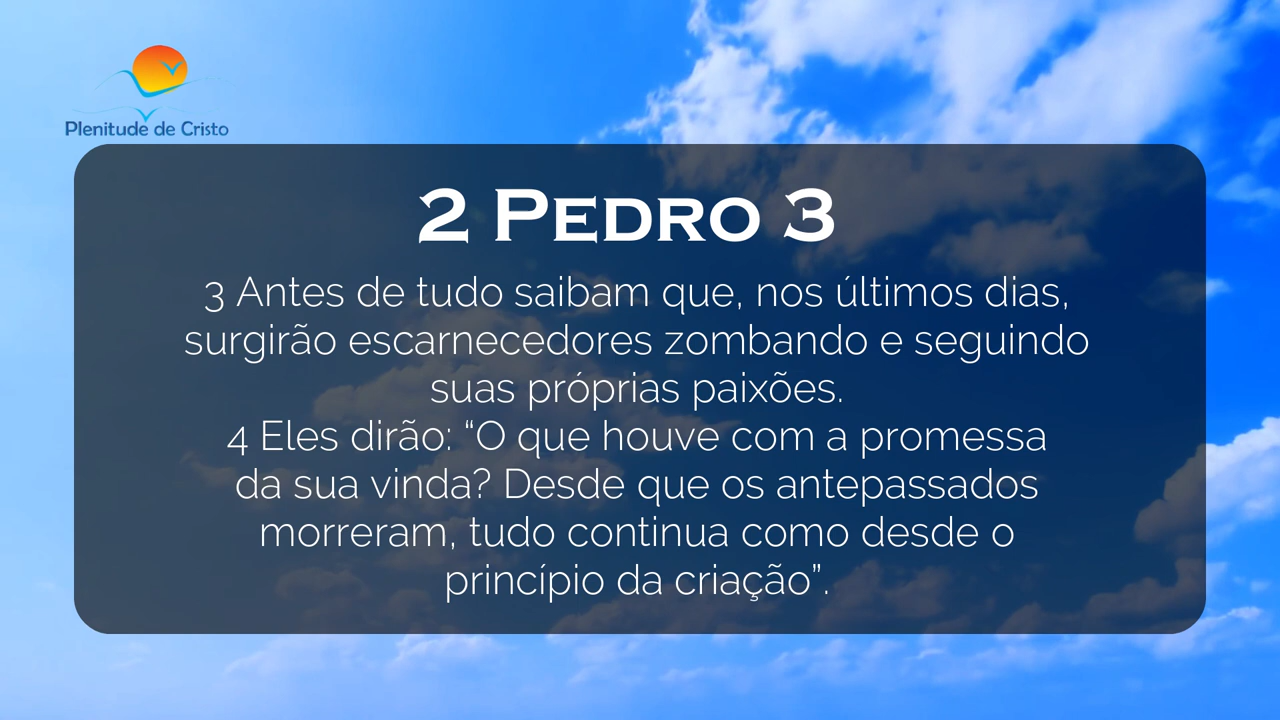 Plenitude de Cristo
2 Pedro 3
3 Antes de tudo saibam que, nos últimos dias,
surgirão escarnecedores zombando e seguindo
suas próprias paixões.
4 Eles dirão: “O que houve com a promessa
da sua vinda? Desde que os antepassados
morreram, tudo continua como desde o
princípio da criação”.